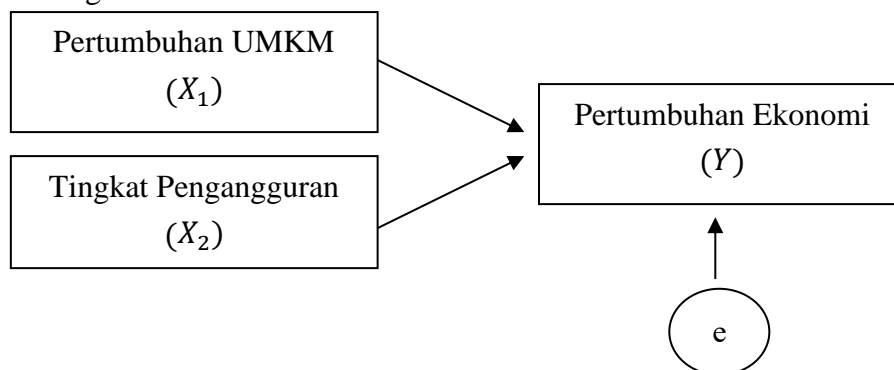 Pertumbuhan UMKM
(X₁)
Pertumbuhan Ekonomi
(Y)
Tingkat Pengangguran
(X₂)
e